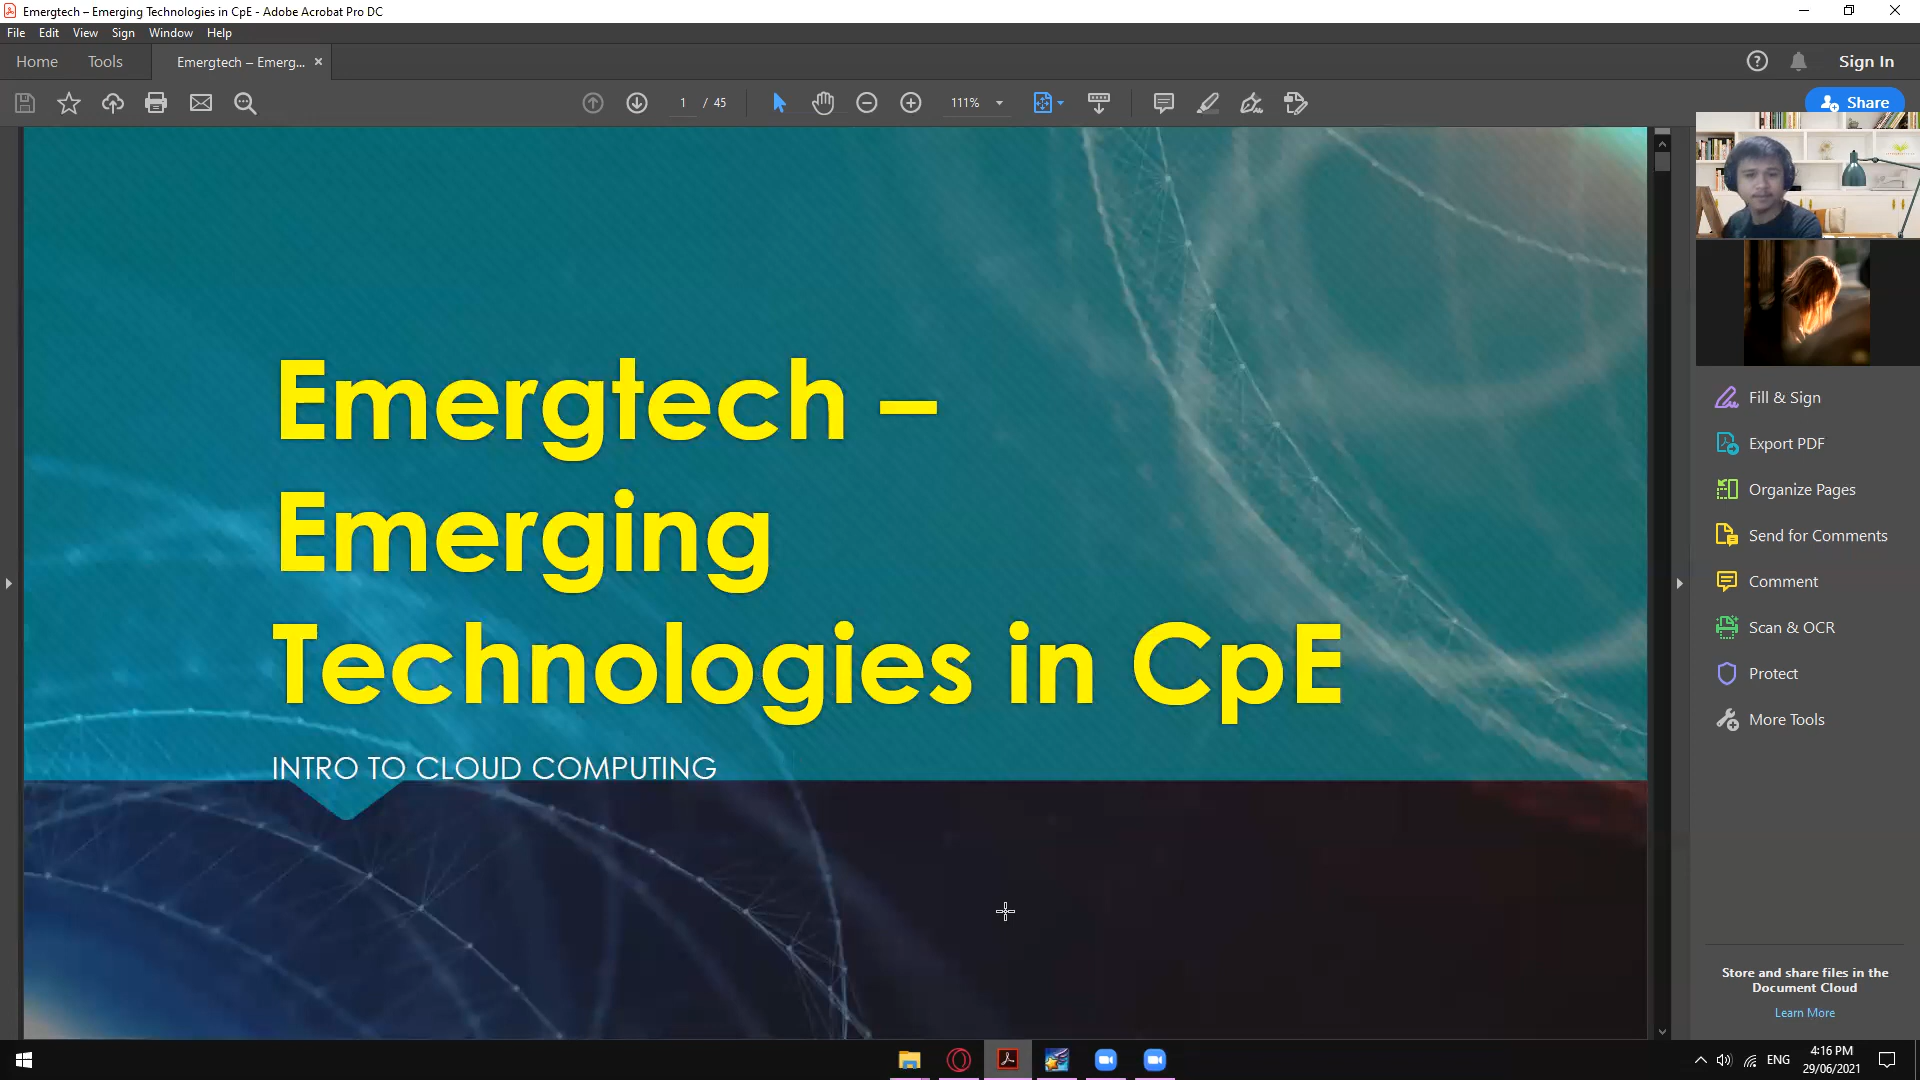 Emergtech – Emerging Technologies in CpE - Adobe Acrobat Pro DC
File Edit View Sign Window Help
Home Tools Emergtech – Emerg... ×
Sign In
1 / 45 111%
Share
Emergtech –
Emerging
Technologies in CpE
INTRO TO CLOUD COMPUTING
Fill & Sign
Export PDF
Organize Pages
Send for Comments
Comment
Scan & OCR
Protect
More Tools
Store and share files in the
Document Cloud
Learn More
ENG
4:16 PM
29/06/2021